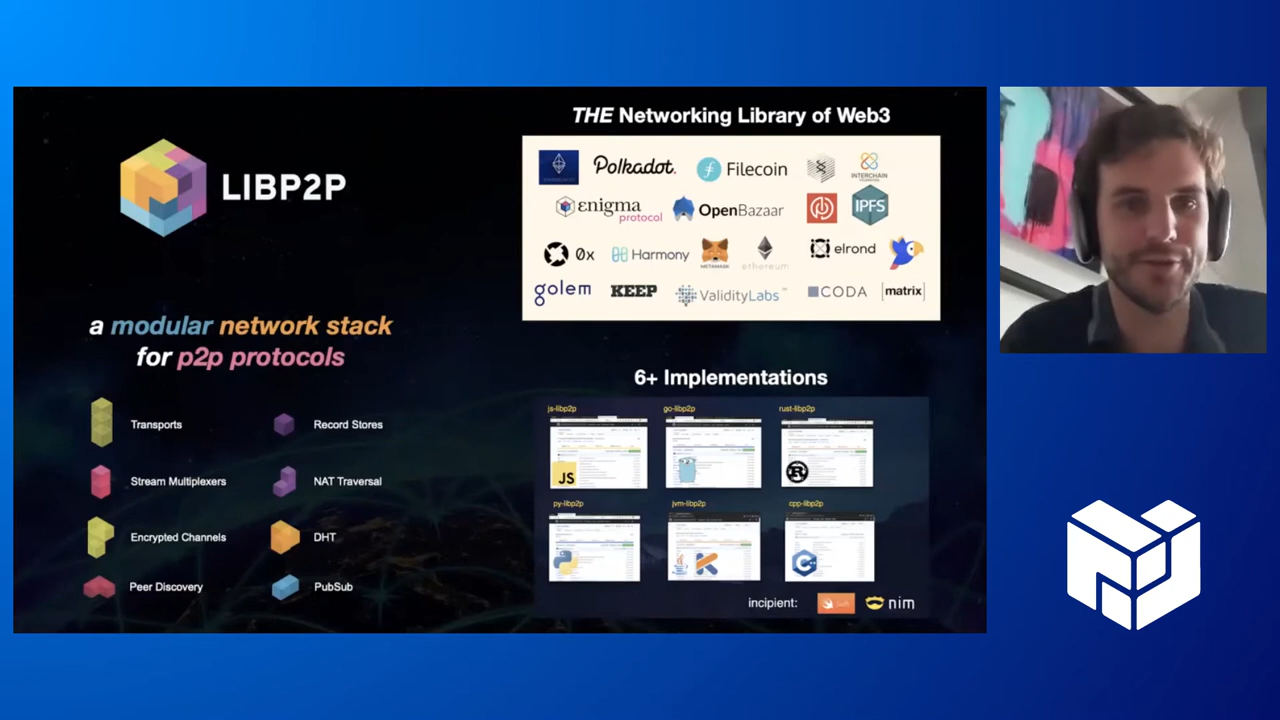 LIBP2P
a modular network stack
for p2p protocols
Transports
Record Stores
Stream Multiplexers
NAT Traversal
Encrypted Channels
DHT
Peer Discovery
PubSub
THE Networking Library of Web3
Polkadot.
Filecoin
INTERCHAIN
enigma
protocol
OpenBazaar
IPFS
0x
Harmony
METAMASK
ethereum
elrond
golem
KEEP
ValidityLabs
CODA
[matrix]
6+ Implementations
js-libp2p
go-libp2p
rust-libp2p
JS
R
py-libp2p
jvm-libp2p
cpp-libp2p
C++
incipient:
Swift
nim